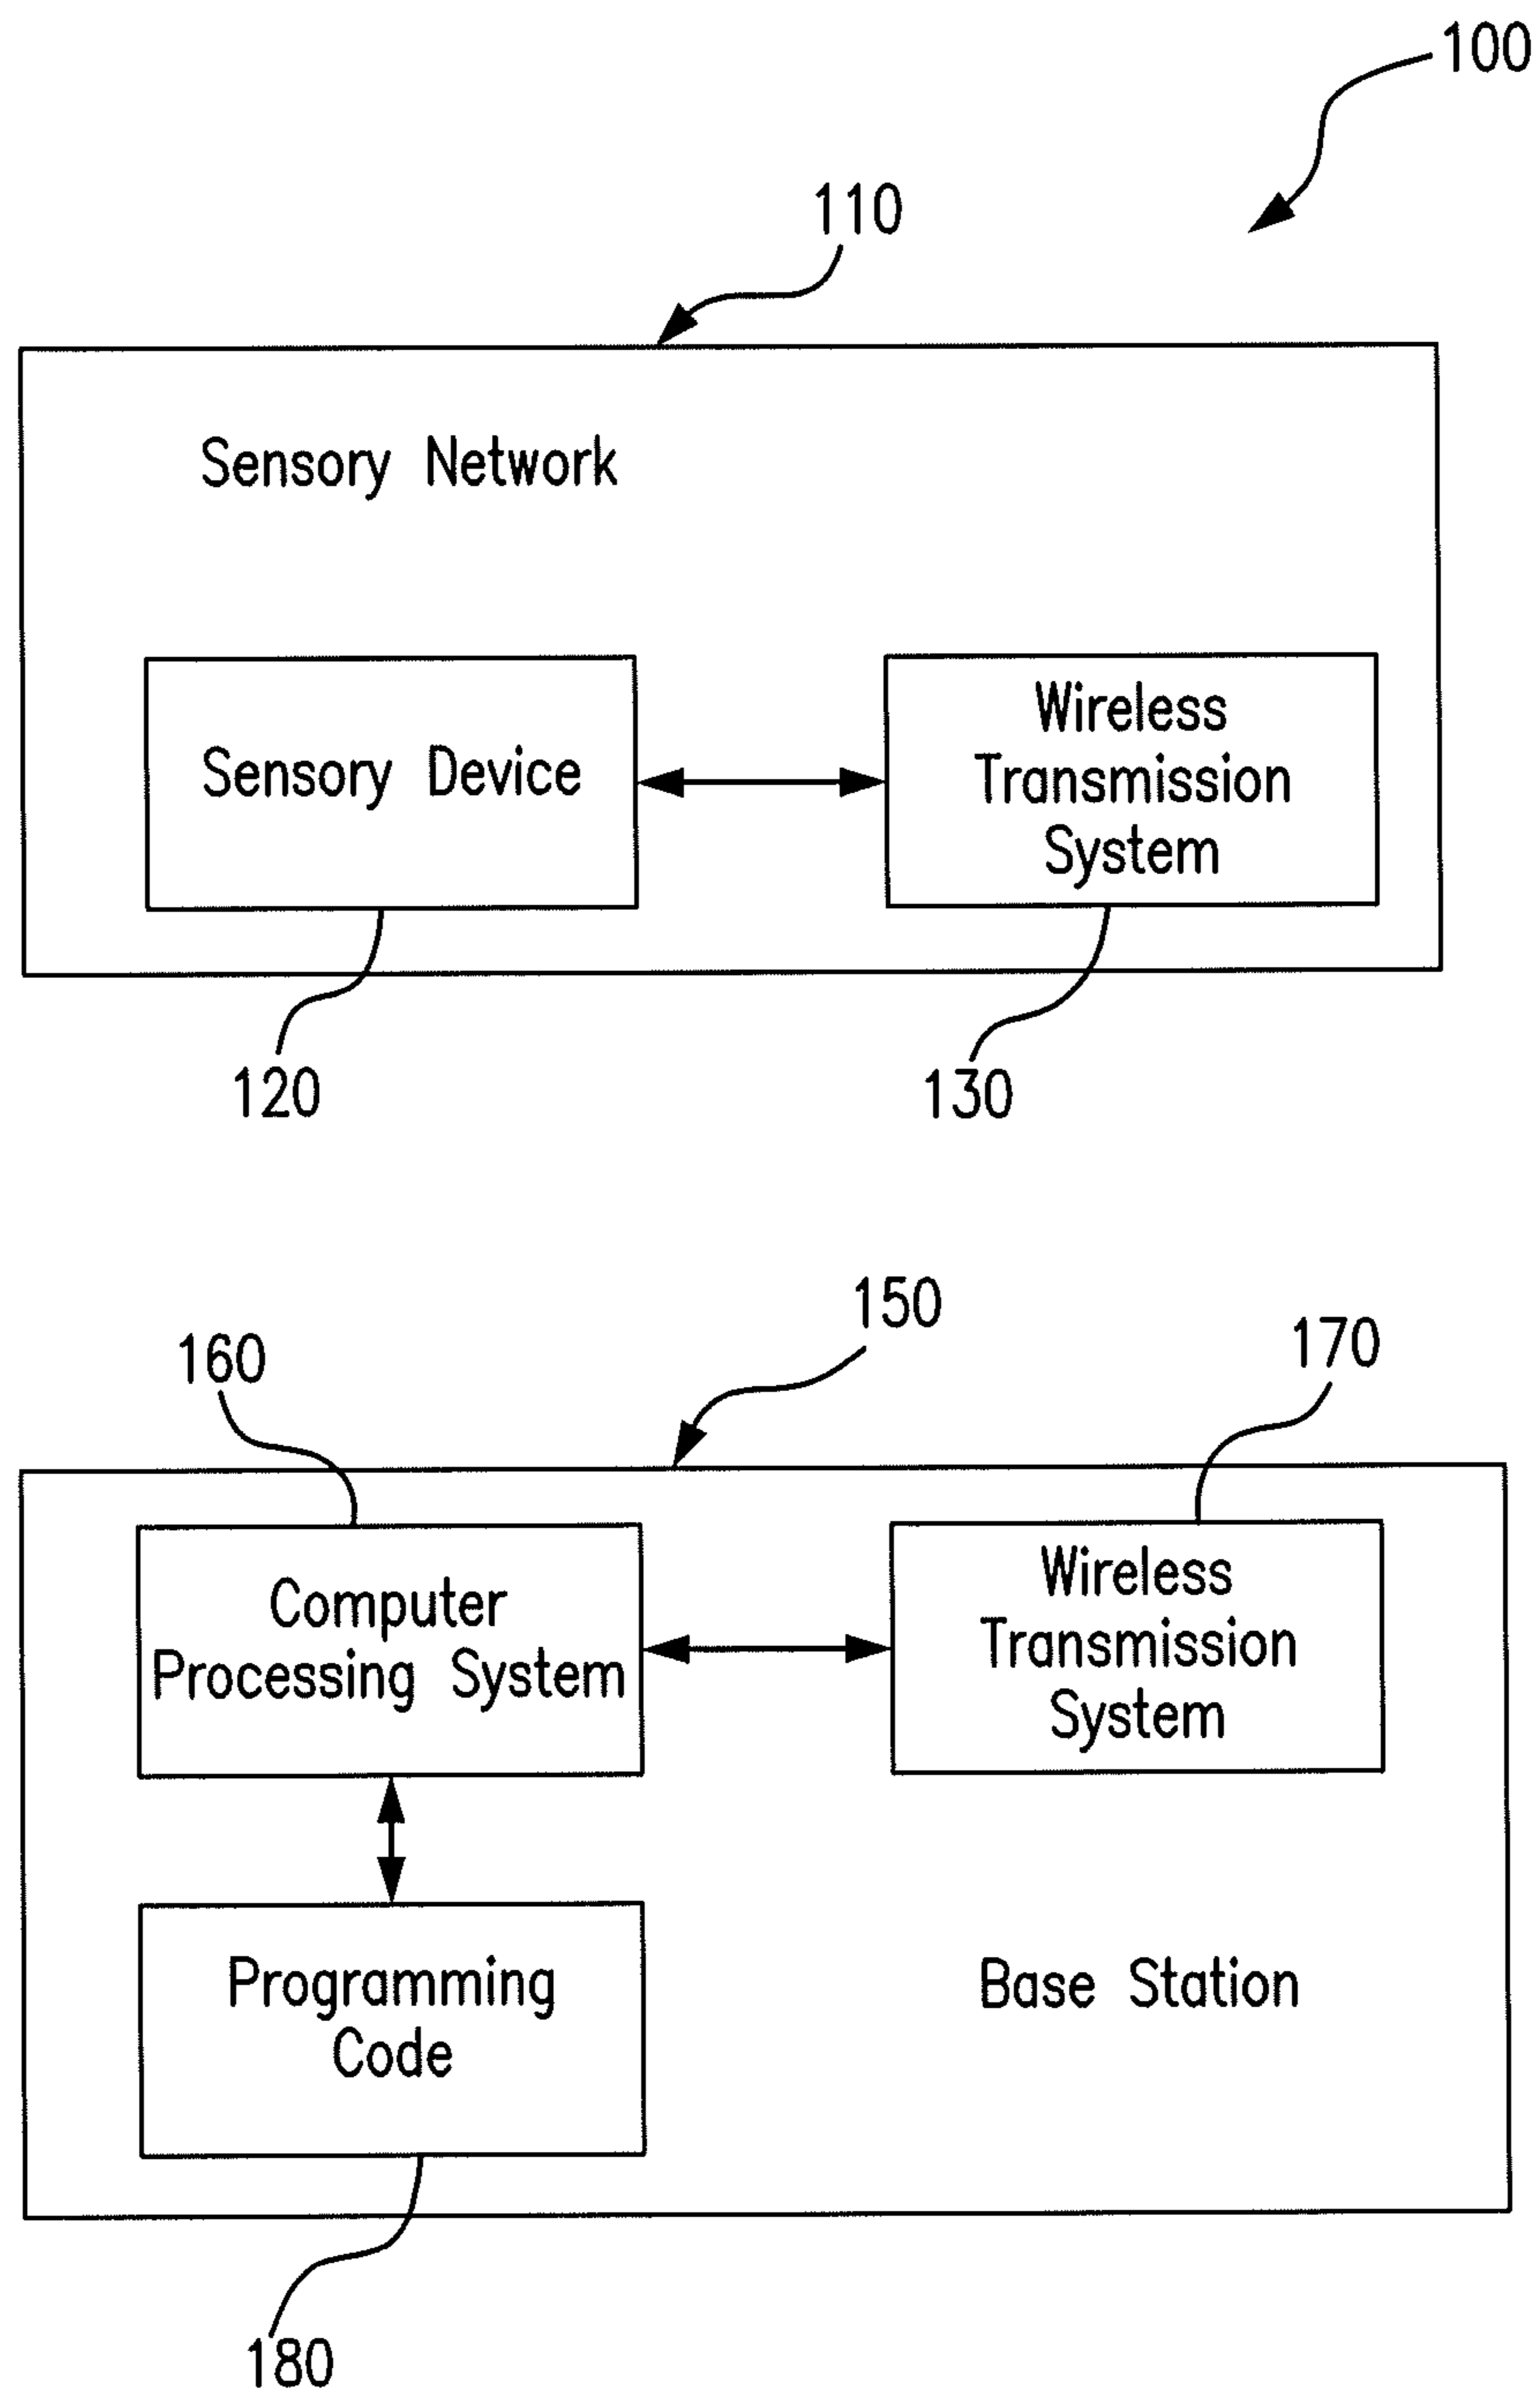 100
110
Sensory Network
Sensory Device
Wireless
Transmission
System
120
130
150
160
170
Computer
Processing System
Wireless
Transmission
System
Programming
Code
Base Station
180